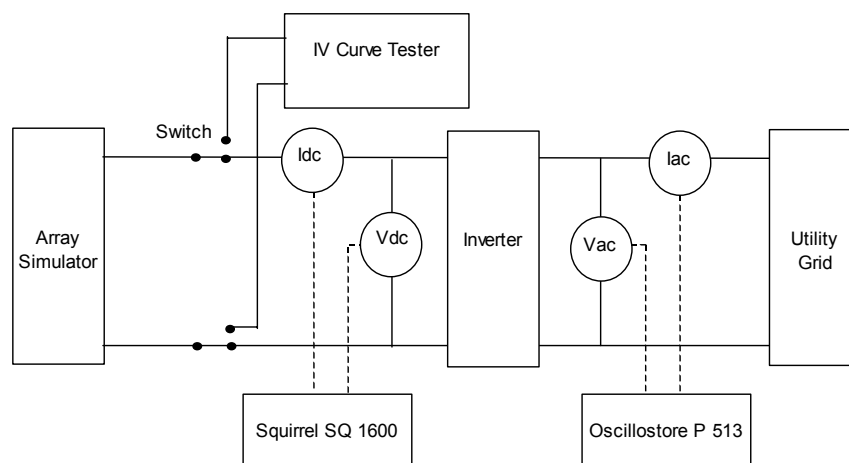 IV Curve Tester
Switch
Idc
Iac
Array
Simulator
Vdc
Inverter
Vac
Utility
Grid
Squirrel SQ 1600
Oscillostore P 513